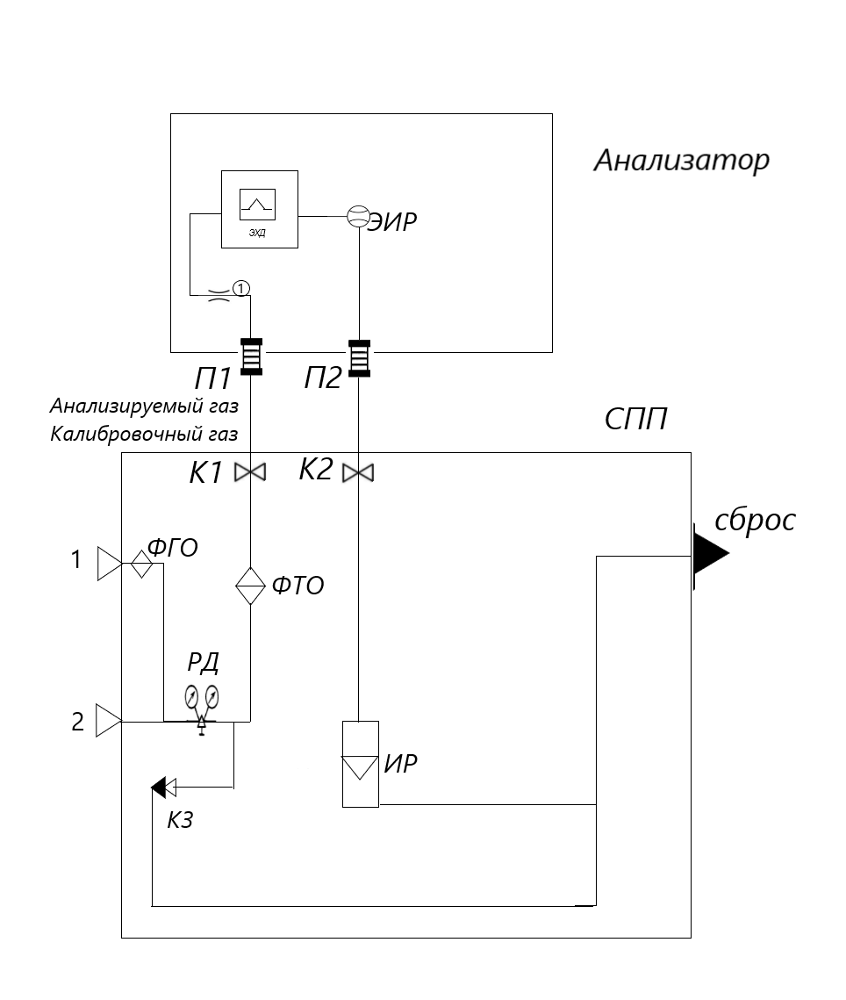 Анализатор
ЭХД
ЭИР
1
П1
П2
Анализируемый газ
Калибровочный газ
СПП
К1
К2
сброс
1
ФГО
ФТО
РД
2
ИР
КЗ